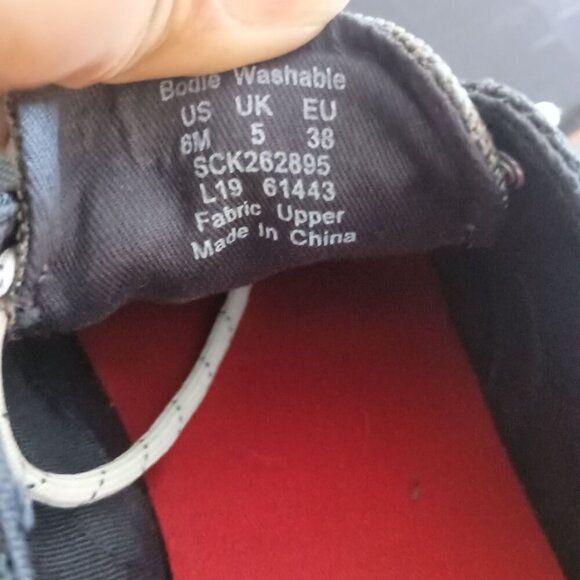 Bodie Washable
US UK EU
6M 5 38
SCK262895
L19 61443
Fabric Upper
Made In China